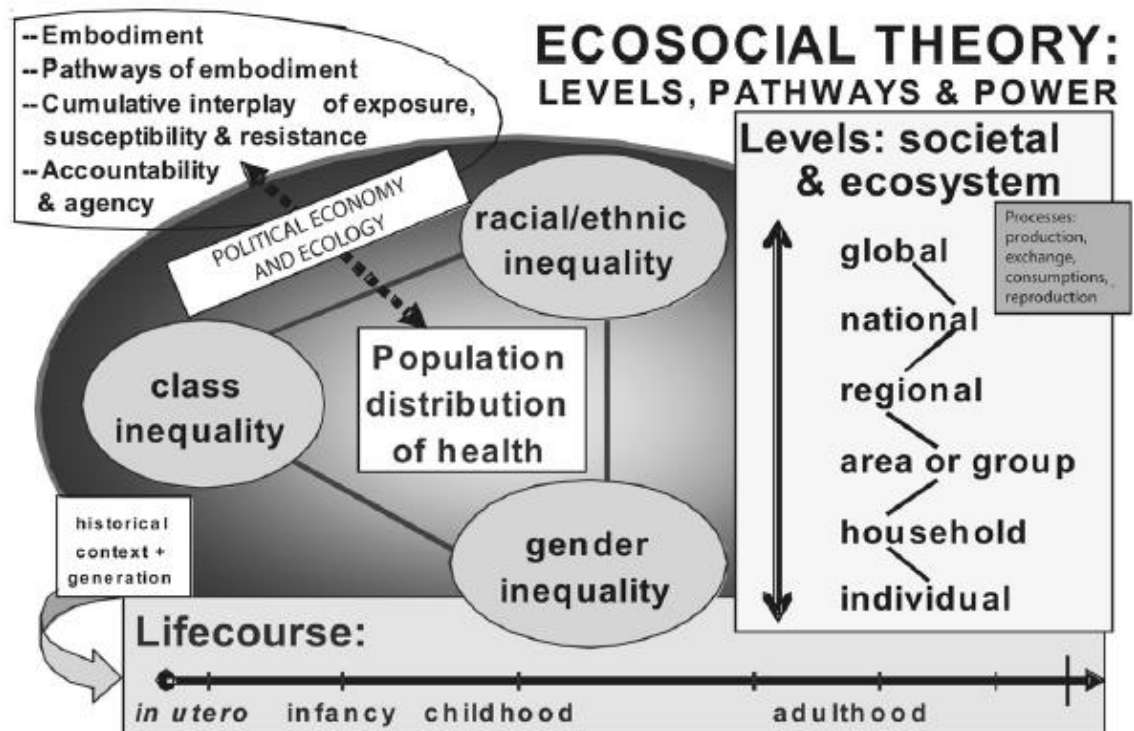 ECOSOCIAL THEORY:
LEVELS, PATHWAYS & POWER
--Embodiment
--Pathways of embodiment
--Cumulative interplay of exposure,
susceptibility & resistance
--Accountability
& agency
POLITICAL ECONOMY
AND ECOLOGY
racial/ethnic
inequality
class
inequality
Population
distribution
of health
gender
inequality
Levels: societal
& ecosystem
Processes:
production,
exchange,
consumptions,
reproduction
global
national
regional
area or group
household
individual
historical
context +
generation
Lifecourse:
in utero infancy childhood adulthood